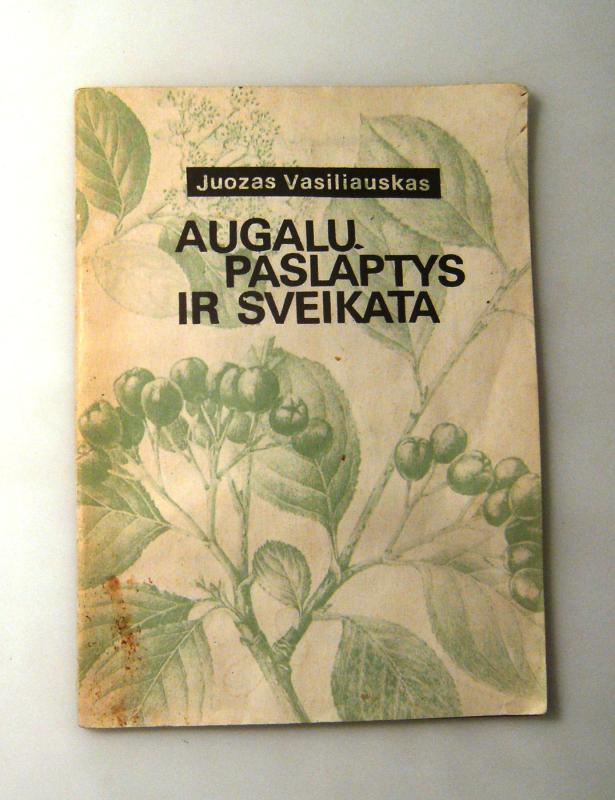 Juozas Vasiliauskas
AUGALŲ
PASLAPTYS
IR SVEIKATA